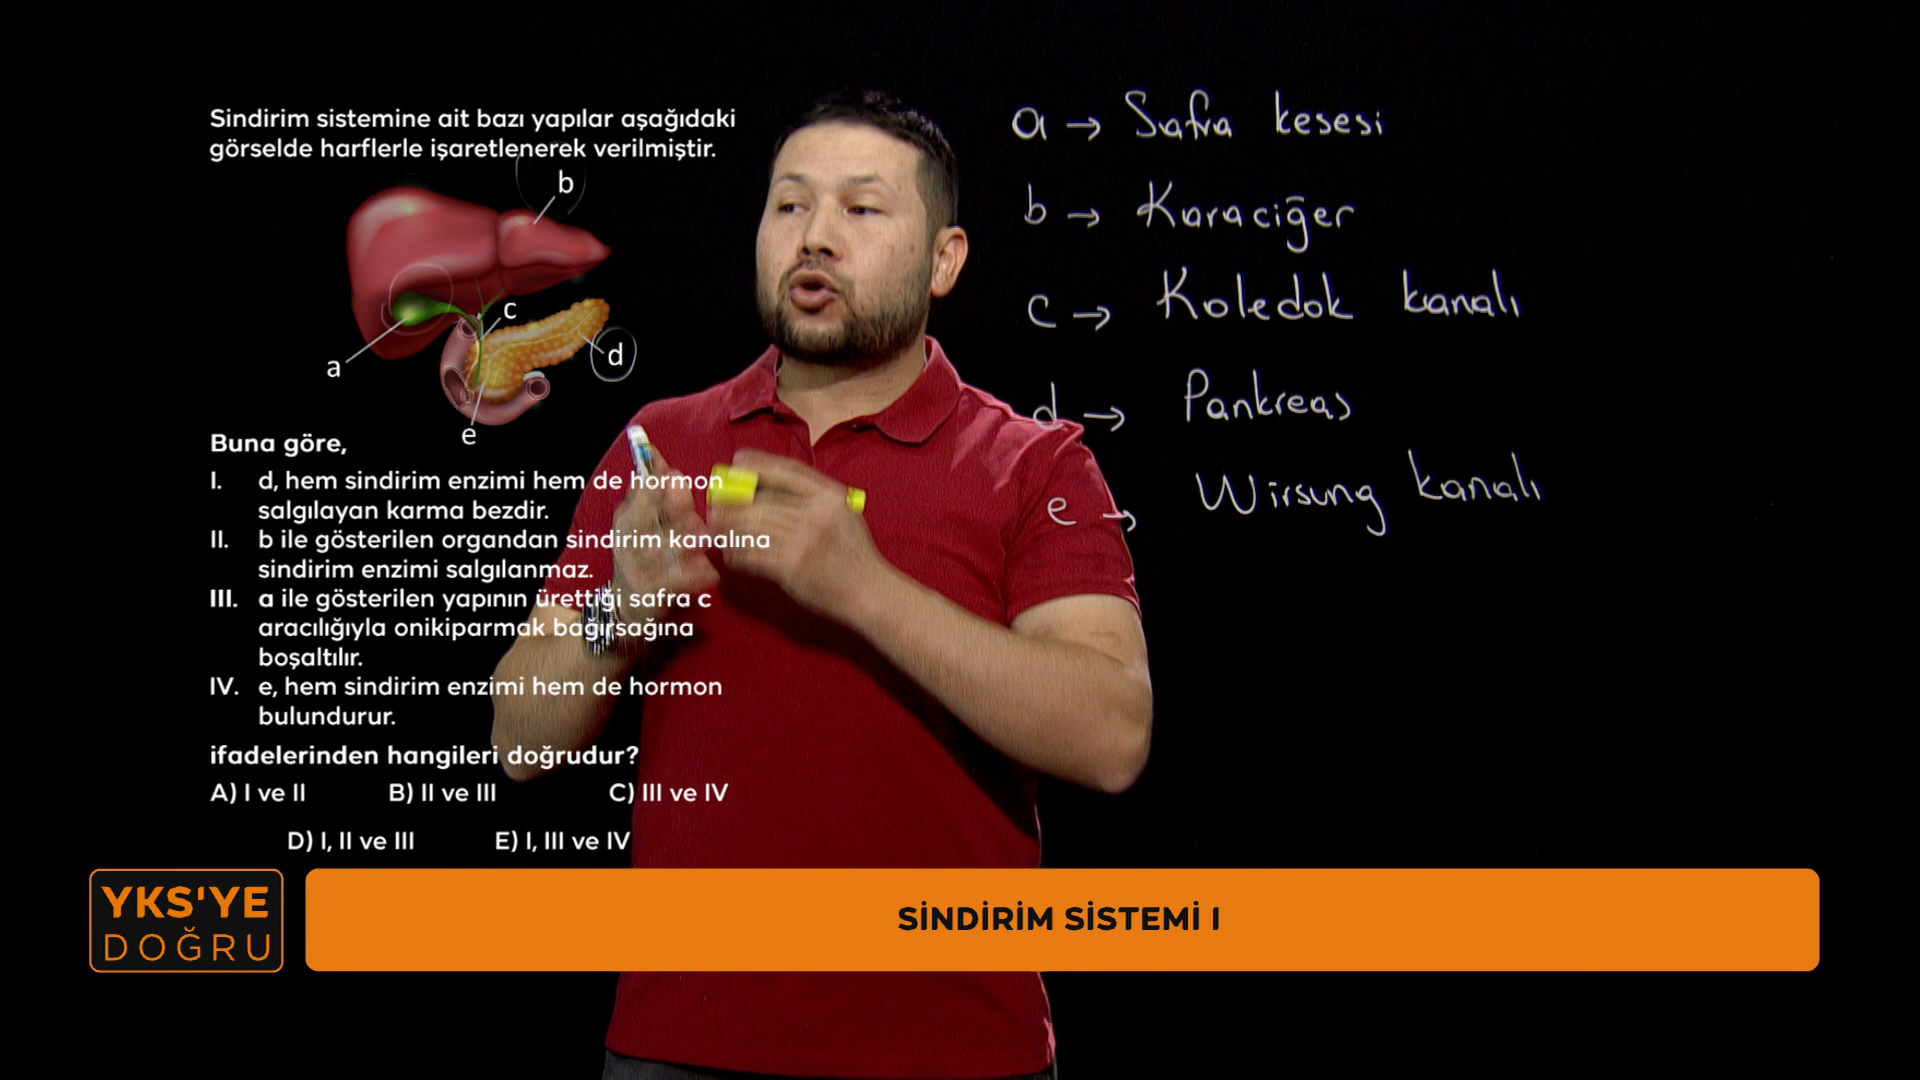 Sindirim sistemine ait bazı yapılar aşağıdaki
görselde harflerle işaretlenerek verilmiştir.
b
c
d
a
e
Buna göre,
I. d, hem sindirim enzimi hem de hormon
salgılayan karma bezdir.
II. b ile gösterilen organdan sindirim kanalına
sindirim enzimi salgılanmaz.
III. a ile gösterilen yapının ürettiği safra c
aracılığıyla onikiparmak bağırsağına
boşaltılır.
IV. e, hem sindirim enzimi hem de hormon
bulundurur.
ifadelerinden hangileri doğrudur?
A) I ve II B) II ve III C) III ve IV
D) I, II ve III E) I, III ve IV
a → Safra kesesi
b → Karaciğer
c → Koledok kanalı
d → Pankreas
e → Wirsung kanalı
YKS'YE
DOĞRU
SİNDİRİM SİSTEMİ I